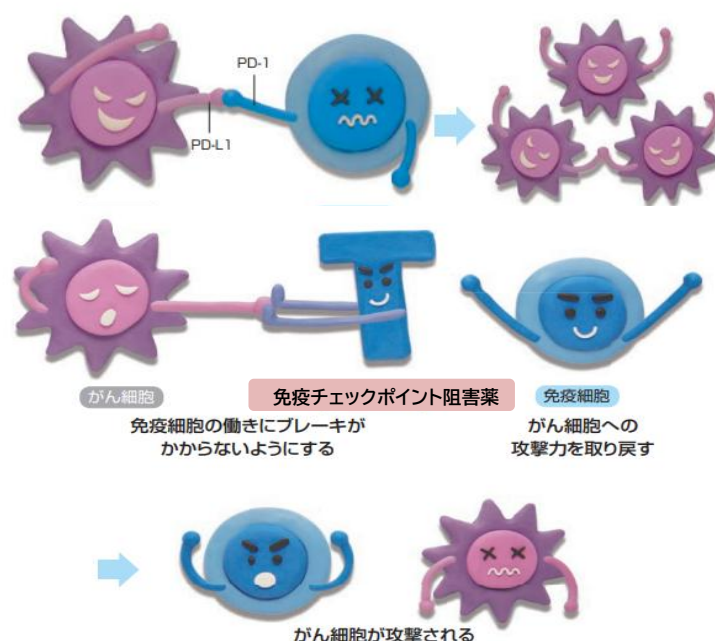 PD-1
PD-L1
がん細胞
免疫チェックポイント阻害薬
免疫細胞
免疫細胞の働きにブレーキが
かからないようにする
がん細胞への
攻撃力を取り戻す
がん細胞が攻撃される